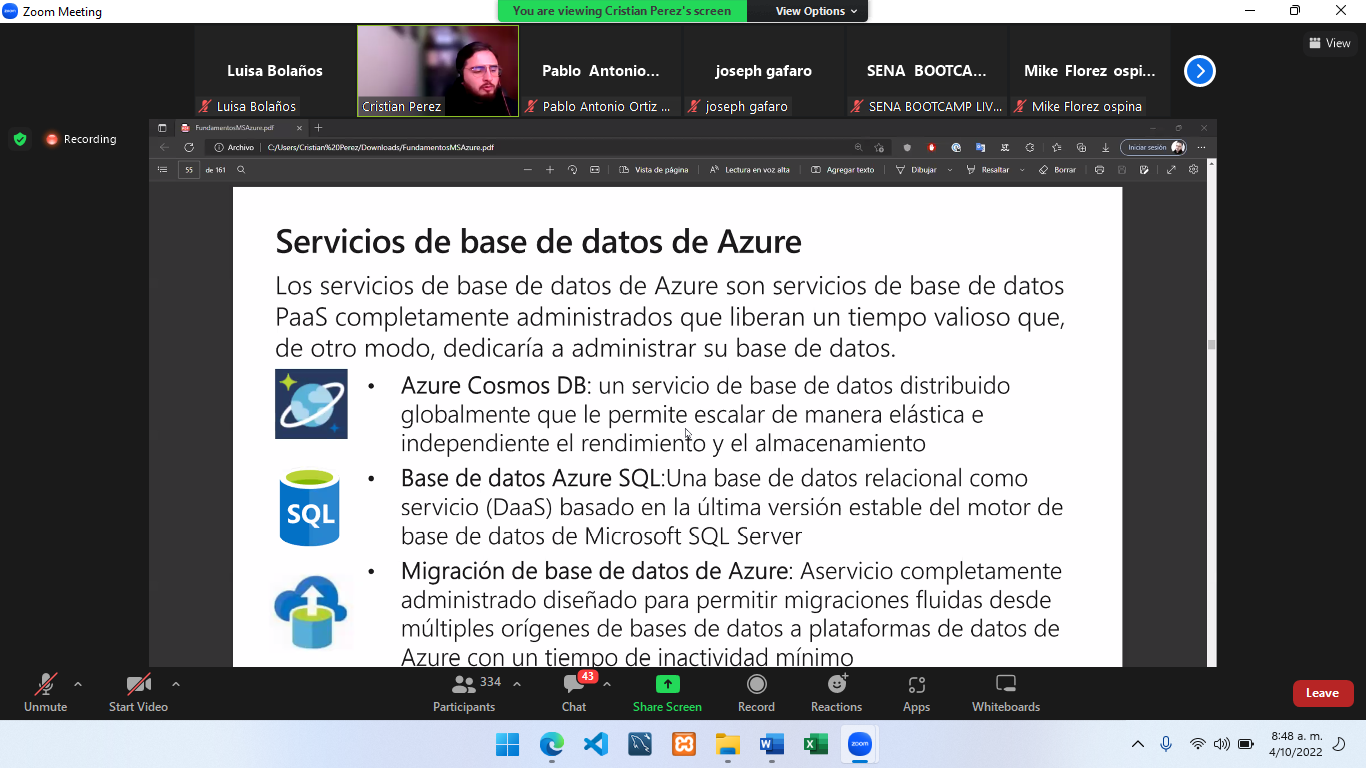 Zoom Meeting
You are viewing Cristian Perez's screen
View Options
View
Luisa Bolaños
Pablo Antonio...
joseph gafaro
SENA BOOTCA...
Mike Florez ospi...
Luisa Bolaños
Cristian Perez
Pablo Antonio Ortiz ...
joseph gafaro
SENA BOOTCAMP LIV...
Mike Florez ospina
Recording
FundamentosMSAzure.pdf
Archivo
C:/Users/Cristian%20Perez/Downloads/FundamentosMSAzure.pdf
Iniciar sesión
55 de 161
Vista de página
Lectura en voz alta
Agregar texto
Dibujar
Resaltar
Borrar
Servicios de base de datos de Azure
Los servicios de base de datos de Azure son servicios de base de datos
PaaS completamente administrados que liberan un tiempo valioso que,
de otro modo, dedicaría a administrar su base de datos.
• Azure Cosmos DB: un servicio de base de datos distribuido
globalmente que le permite escalar de manera elástica e
independiente el rendimiento y el almacenamiento
SQL
• Base de datos Azure SQL:Una base de datos relacional como
servicio (DaaS) basado en la última versión estable del motor de
base de datos de Microsoft SQL Server
• Migración de base de datos de Azure: Aservicio completamente
administrado diseñado para permitir migraciones fluidas desde
múltiples orígenes de bases de datos a plataformas de datos de
Azure con un tiempo de inactividad mínimo
Unmute
Start Video
334
Participants
43
Chat
Share Screen
Record
Reactions
Apps
Whiteboards
Leave
zoom
8:48 a. m.
4/10/2022